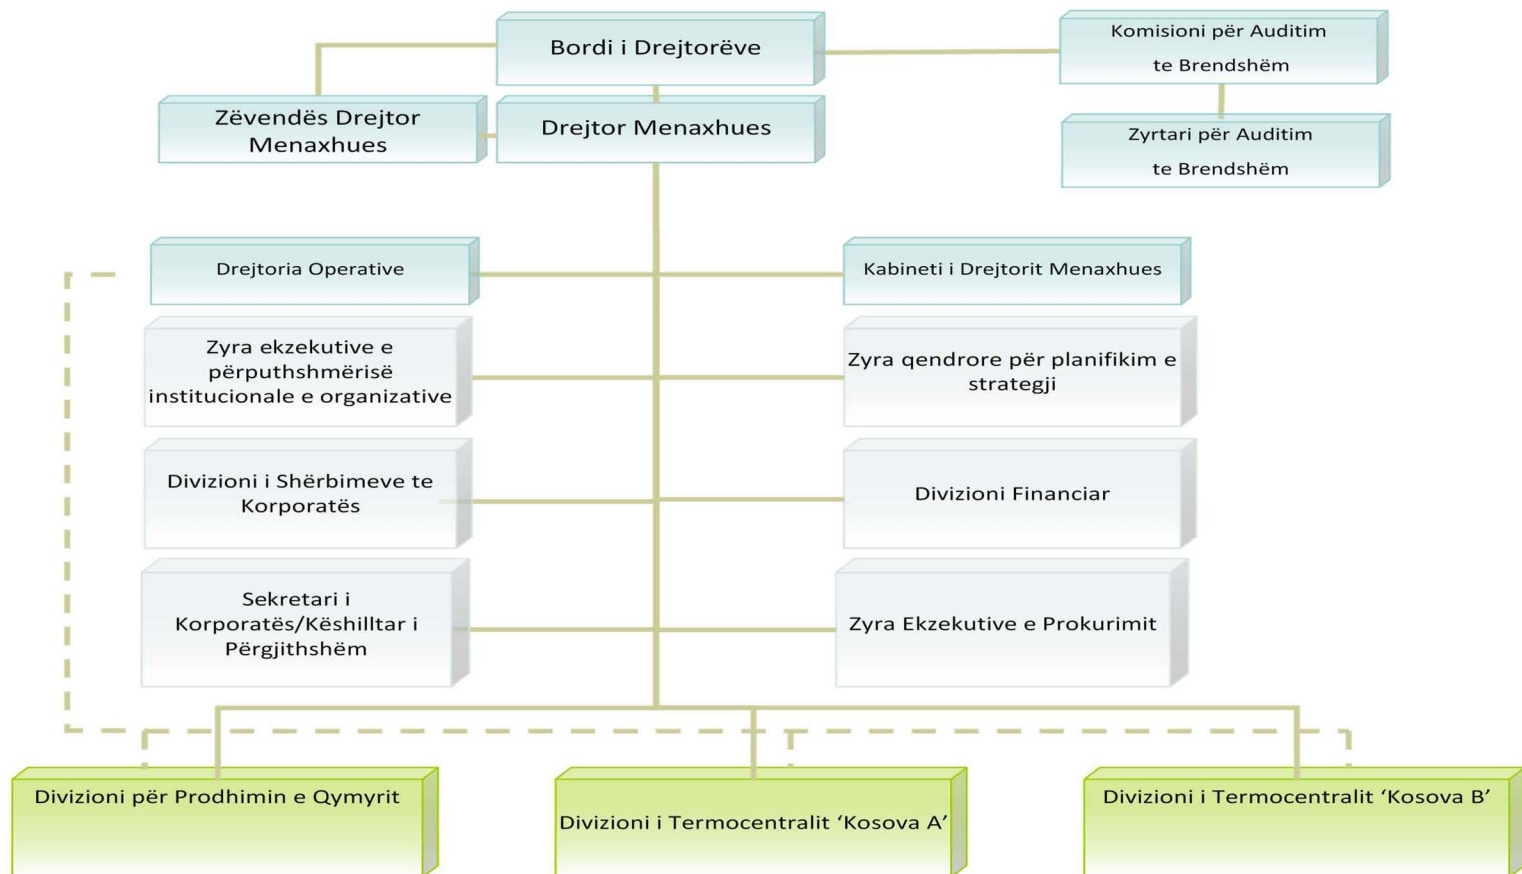 Bordi i Drejtorëve
Komisioni për Auditim
te Brendshëm
Zëvendës Drejtor
Menaxhues
Drejtor Menaxhues
Zyrtari për Auditim
te Brendshëm
Drejtoria Operative
Kabineti i Drejtorit Menaxhues
Zyra ekzekutive e
përputhshmërisë
institucionale e organizative
Zyra qendrore për planifikim e
strategji
Divizioni i Shërbimeve te
Korporatës
Divizioni Financiar
Sekretari i
Korporatës/Këshilltar i
Përgjithshëm
Zyra Ekzekutive e Prokurimit
Divizioni për Prodhimin e Qymyrit
Divizioni i Termocentralit ‘Kosova A’
Divizioni i Termocentralit ‘Kosova B’